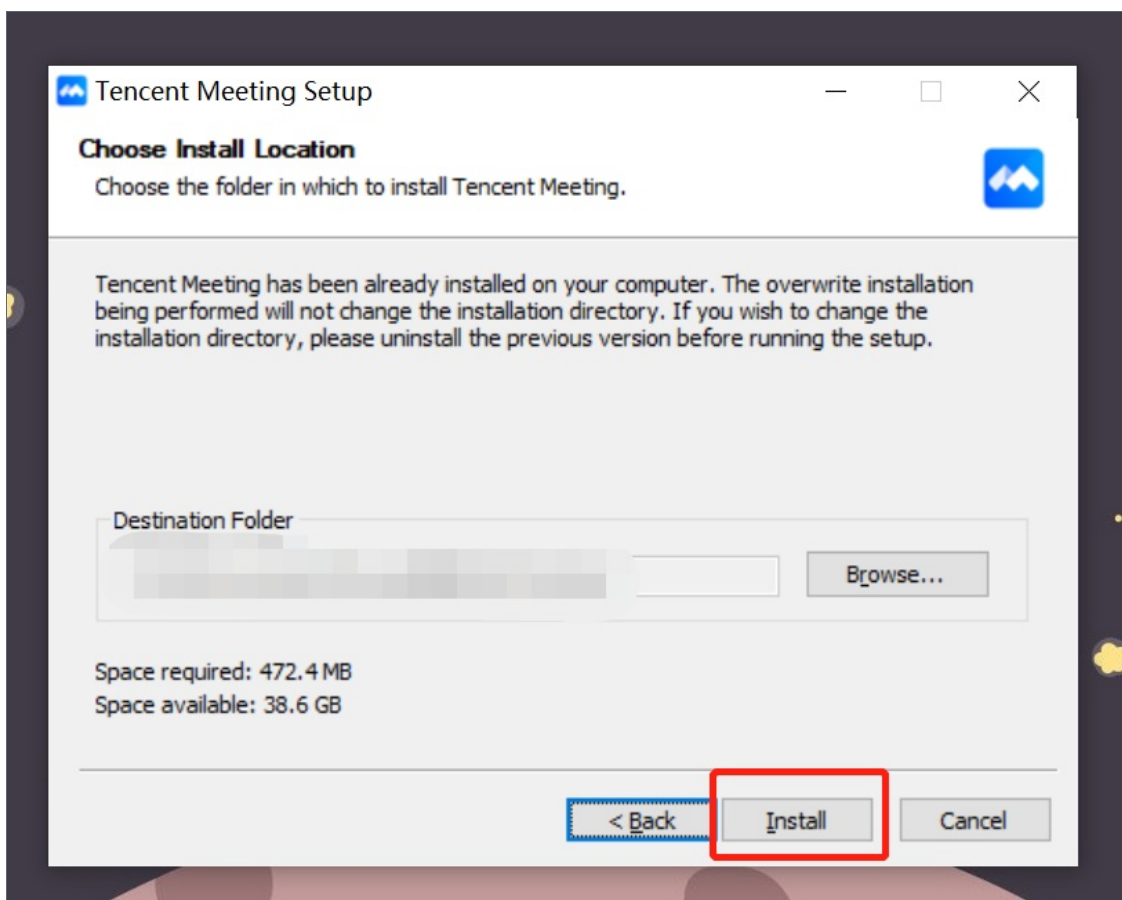 Tencent Meeting Setup
Choose Install Location
Choose the folder in which to install Tencent Meeting.
Tencent Meeting has been already installed on your computer. The overwrite installation
being performed will not change the installation directory. If you wish to change the
installation directory, please uninstall the previous version before running the setup.
Destination Folder
Browse...
Space required: 472.4 MB
Space available: 38.6 GB
< Back
Install
Cancel